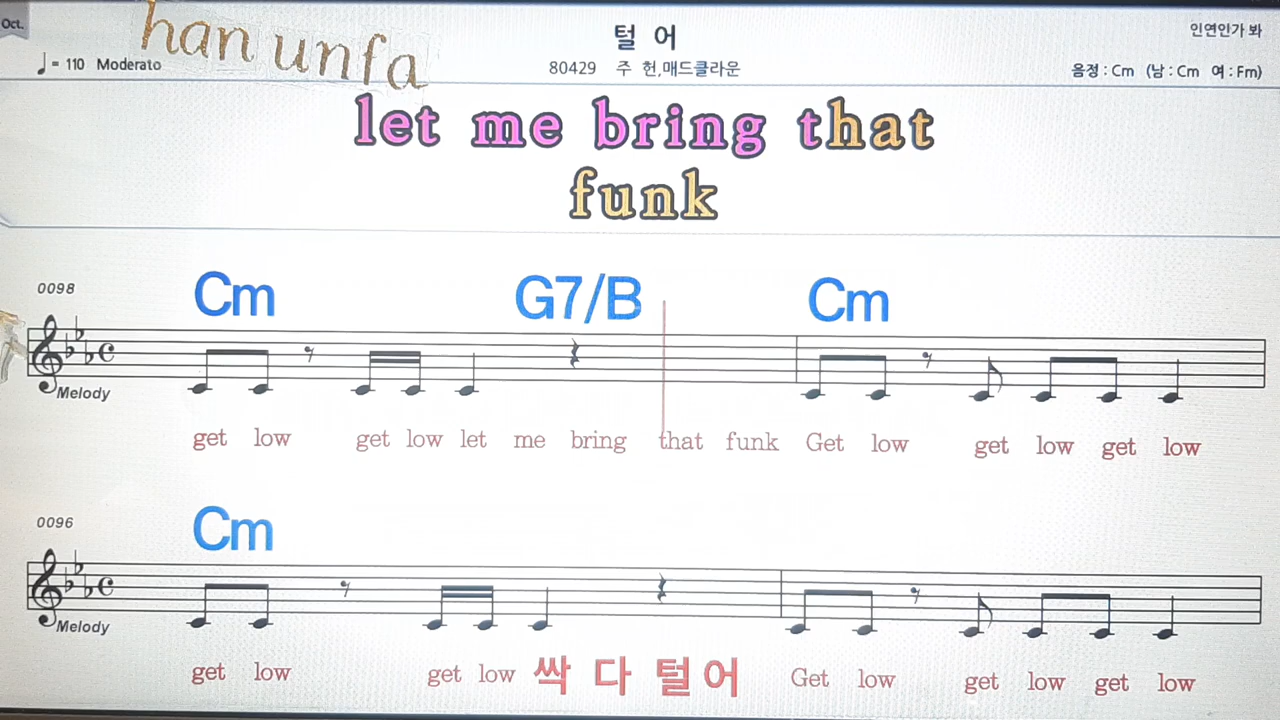 Oct.
han unfa
털 어
인연인가 봐
♩= 110 Moderato
80429 주 헌,매드클라운
음정 : Cm (남 : Cm 여 : Fm)
let me bring that
funk
0098
Cm G7/B Cm
Melody
get low get low let me bring that funk Get low get low get low
0096
Cm
Melody
get low get low 싹 다 털 어 Get low get low get low